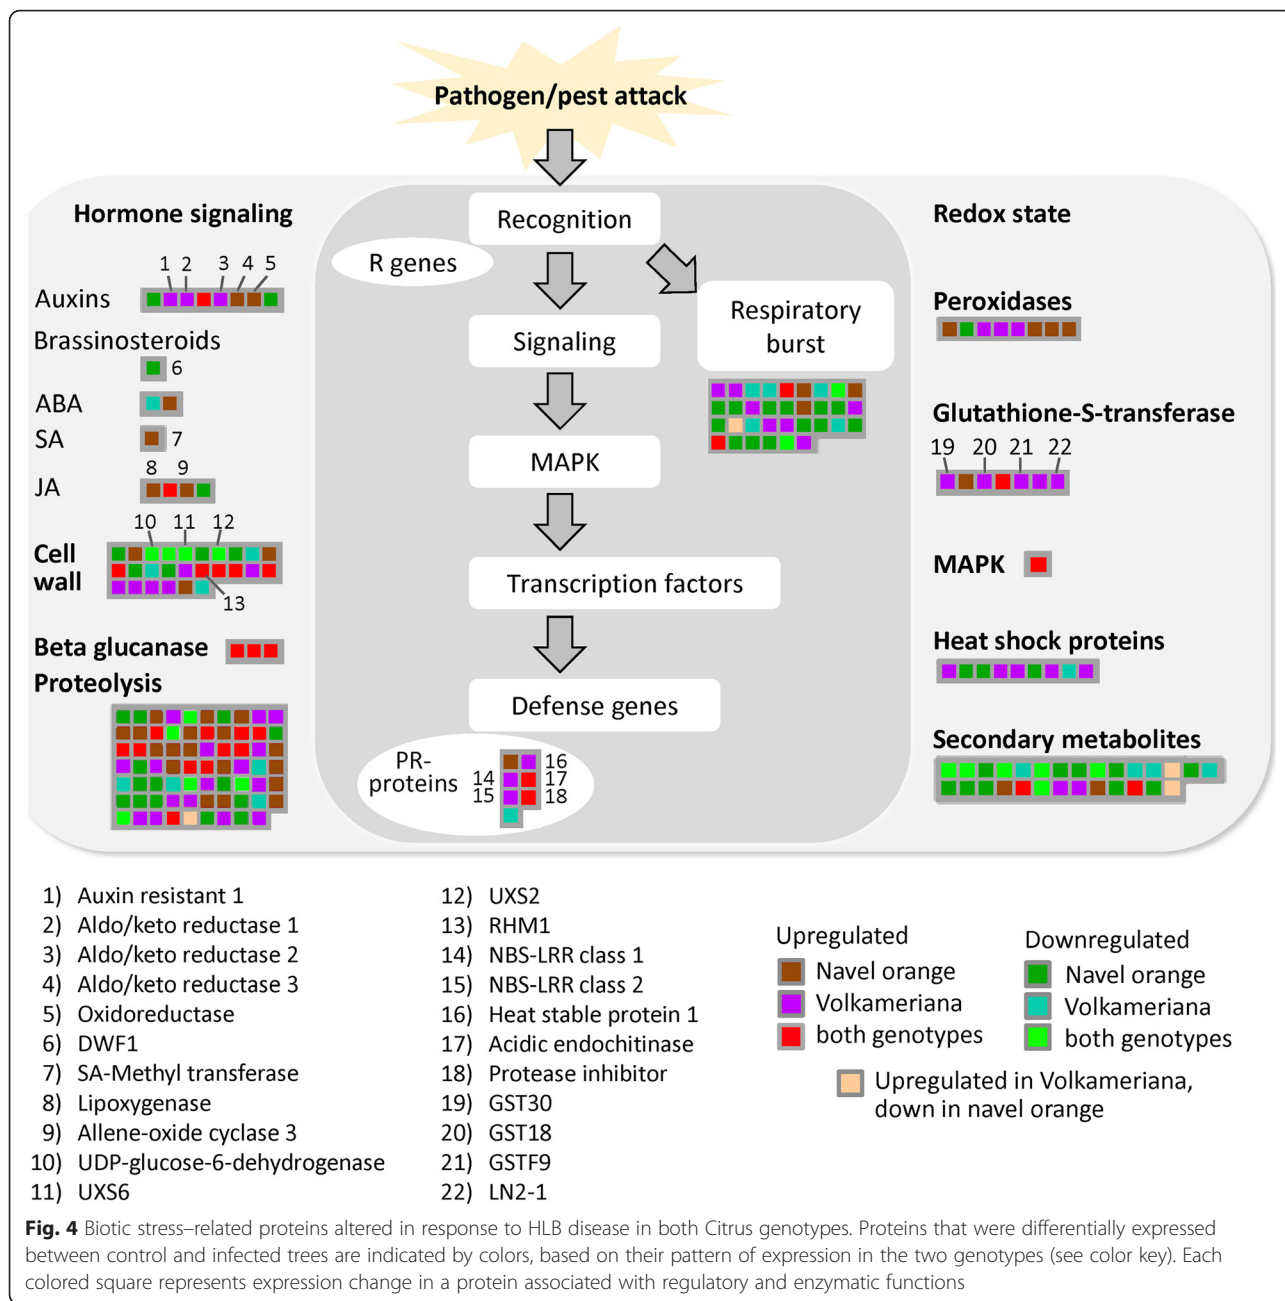 Pathogen/pest attack
Hormone signaling
1 2 3 4 5
Auxins
Brassinosteroids
6
ABA
SA
7
8 9
JA
10 11 12
Cell
wall
13
Beta glucanase
Proteolysis
Recognition
R genes
Signaling
Respiratory
burst
MAPK
Transcription factors
Defense genes
PR-
proteins
16
14 17
15 18
Redox state
Peroxidases
Glutathione-S-transferase
19 20 21 22
MAPK
Heat shock proteins
Secondary metabolites
1) Auxin resistant 1
2) Aldo/keto reductase 1
3) Aldo/keto reductase 2
4) Aldo/keto reductase 3
5) Oxidoreductase
6) DWF1
7) SA-Methyl transferase
8) Lipoxygenase
9) Allene-oxide cyclase 3
10) UDP-glucose-6-dehydrogenase
11) UXS6
12) UXS2
13) RHM1
14) NBS-LRR class 1
15) NBS-LRR class 2
16) Heat stable protein 1
17) Acidic endochitinase
18) Protease inhibitor
19) GST30
20) GST18
21) GSTF9
22) LN2-1
Upregulated
Navel orange
Volkameriana
both genotypes
Downregulated
Navel orange
Volkameriana
both genotypes
Upregulated in Volkameriana,
down in navel orange
Fig. 4 Biotic stress–related proteins altered in response to HLB disease in both Citrus genotypes. Proteins that were differentially expressed
between control and infected trees are indicated by colors, based on their pattern of expression in the two genotypes (see color key). Each
colored square represents expression change in a protein associated with regulatory and enzymatic functions